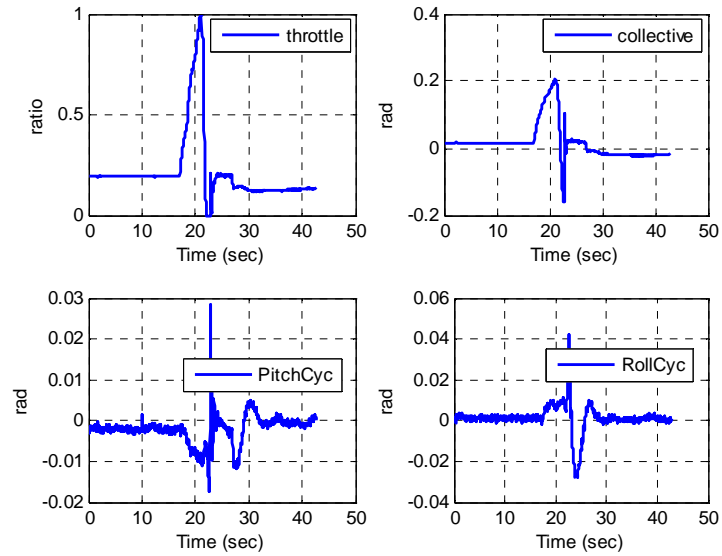 throttle
1
0.5
1
ratio
0 10 20 30 40 50
Time (sec)
collective
0.4
0.2
0
-0.2
rad
0 10 20 30 40 50
Time (sec)
PitchCyc
0.03
0.02
0.01
0
-0.01
-0.02
rad
0 10 20 30 40 50
Time (sec)
RollCyc
0.06
0.04
0.02
0
-0.02
-0.04
rad
0 10 20 30 40 50
Time (sec)